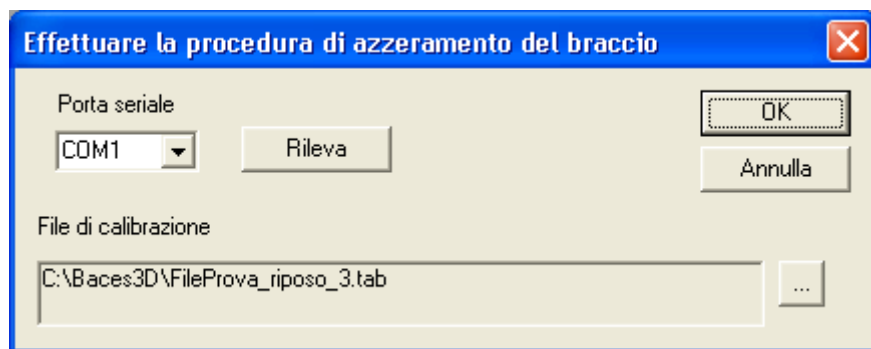 Effettuare la procedura di azzeramento del braccio
Porta seriale
COM1
Rileva
OK
Annulla
File di calibrazione
C:\Baces3D\FileProva_riposo_3.tab
...